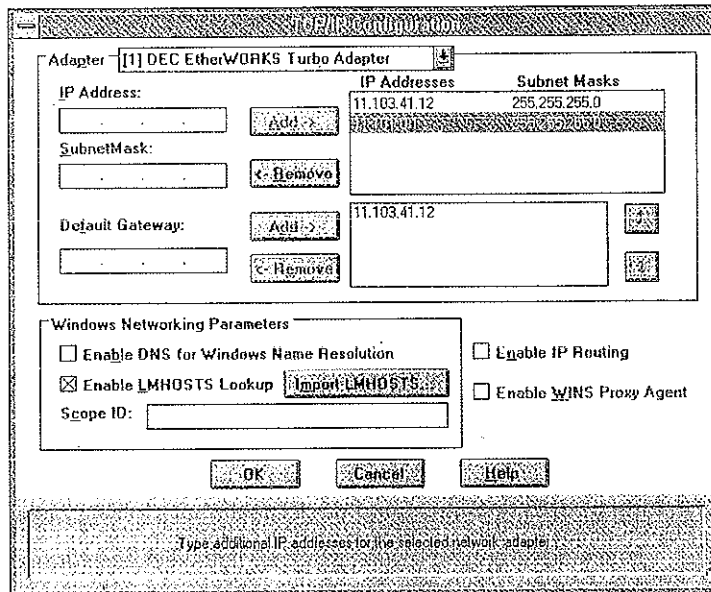 TCP/IP Configuration
Adapter [1] DEC EtherWORKS Turbo Adapter
IP Addresses Subnet Masks
IP Address:
11.103.41.12 255.255.255.0
Add ->
SubnetMask:
<- Remove
Default Gateway:
Add ->
11.103.41.12
<- Remove
Windows Networking Parameters
Enable DNS for Windows Name Resolution
Enable LMHOSTS Lookup
Import LMHOSTS...
Scope ID:
Enable IP Routing
Enable WINS Proxy Agent
OK
Cancel
Help
Type additional IP addresses for the selected network adapter